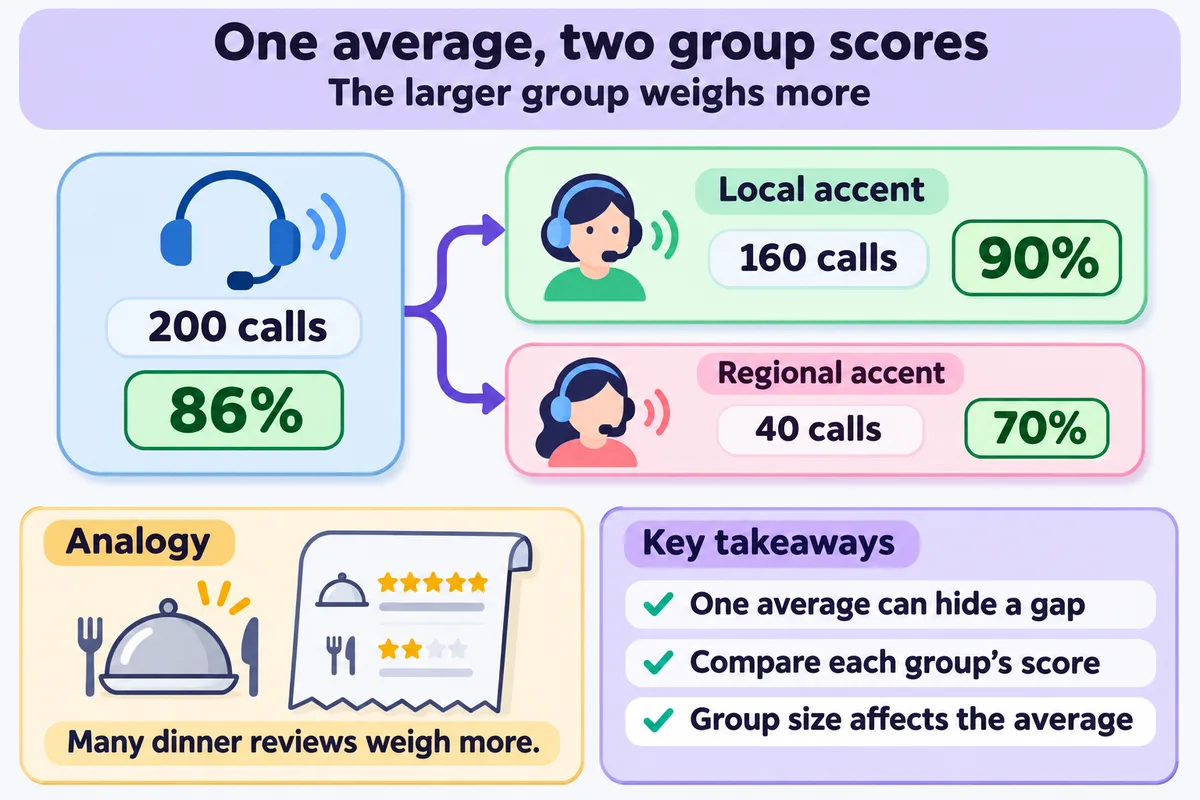 One average, two group scores
The larger group weighs more
200 calls
86%
Local accent
160 calls
90%
Regional accent
40 calls
70%
Analogy
Many dinner reviews weigh more.
Key takeaways
One average can hide a gap
Compare each group's score
Group size affects the average